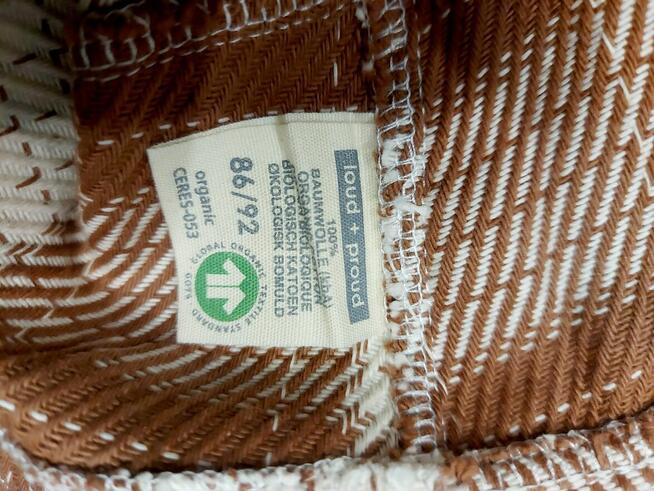 loud + proud
100%
BAUMWOLLE (kbA)
BIOLOGISCH KATOEN
ØKOLOGISK BOMULD
86/92
organic
CERES-053
GLOBAL ORGANIC TEXTILE STANDARD
GOTS